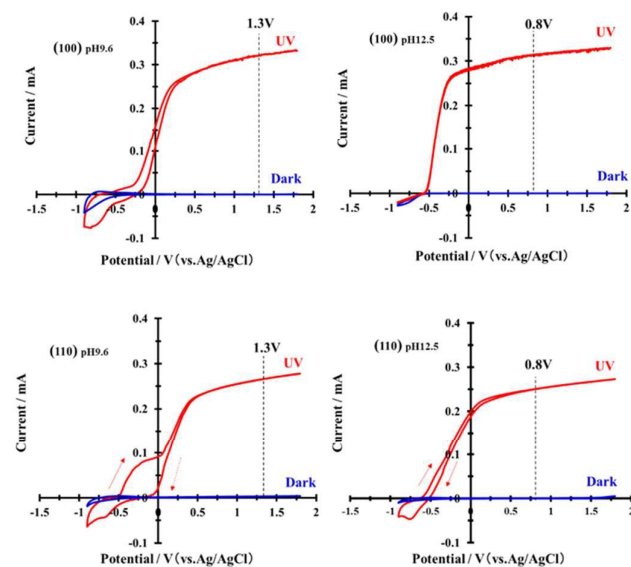 (100) pH9.6
1.3V
UV
Current / mA
0.4
0.3
0.2
0.1
0
-0.1
Dark
-1.5 -1 -0.5 0 0.5 1 1.5 2
Potential / V(vs.Ag/AgCl)
(100) pH12.5
0.8V
UV
Current / mA
0.4
0.3
0.2
0.1
0
-0.1
Dark
-1.5 -1 -0.5 0 0.5 1 1.5 2
Potential / V(vs.Ag/AgCl)
(110) pH9.6
1.3V
UV
Current / mA
0.4
0.3
0.2
0.1
0
-0.1
Dark
-1.5 -1 -0.5 0 0.5 1 1.5 2
Potential / V(vs.Ag/AgCl)
(110) pH12.5
0.8V
UV
Current / mA
0.4
0.3
0.2
0.1
0
-0.1
Dark
-1.5 -1 -0.5 0 0.5 1 1.5 2
Potential / V(vs.Ag/AgCl)